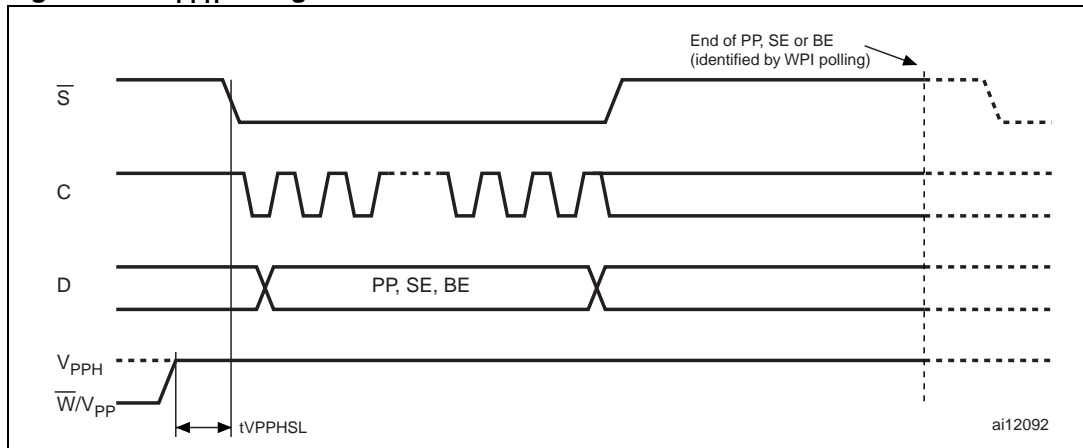 End of PP, SE or BE
(identified by WPI polling)
S
C
D
PP, SE, BE
VPPH
W/VPP
tVPPHSL
ai12092